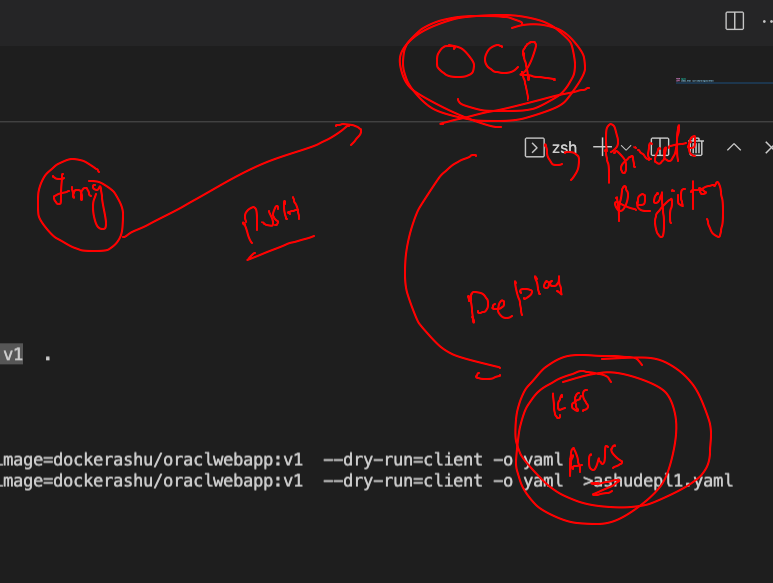 OCR
zsh
Private
Registry
Img
PUSH
Deploy
v1 .
K8S
image=dockerashu/oraclwebapp:v1 --dry-run=client -o yaml
AWS
image=dockerashu/oraclwebapp:v1 --dry-run=client -o yaml >ashudepl1.yaml